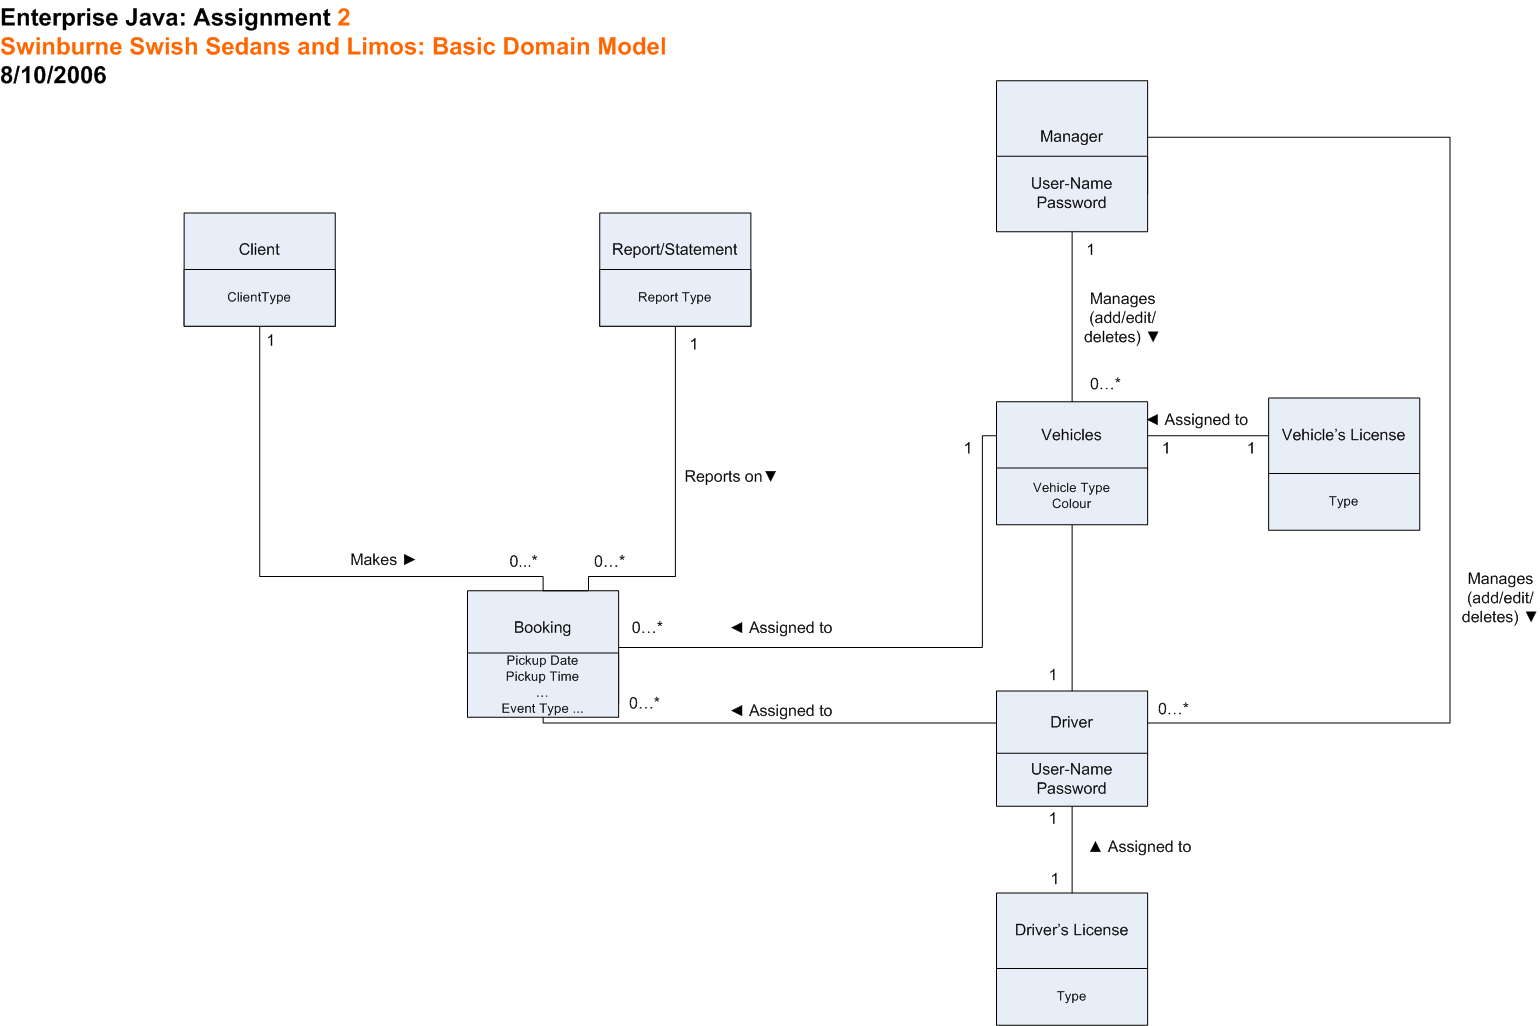 Enterprise Java: Assignment 2
Swinburne Swish Sedans and Limos: Basic Domain Model
8/10/2006
Manager
User-Name
Password
1
Manages
(add/edit/
deletes) ▼
0...*
Client
ClientType
1
Report/Statement
Report Type
1
Reports on▼
Makes ►
0...*
0...*
Vehicles
Vehicle Type
Colour
1
◄ Assigned to
1
1
Vehicle's License
Type
Manages
(add/edit/
deletes) ▼
Booking
Pickup Date
Pickup Time
...
Event Type ...
0...*
◄ Assigned to
0...*
◄ Assigned to
1
Driver
User-Name
Password
0...*
1
▲ Assigned to
1
Driver's License
Type